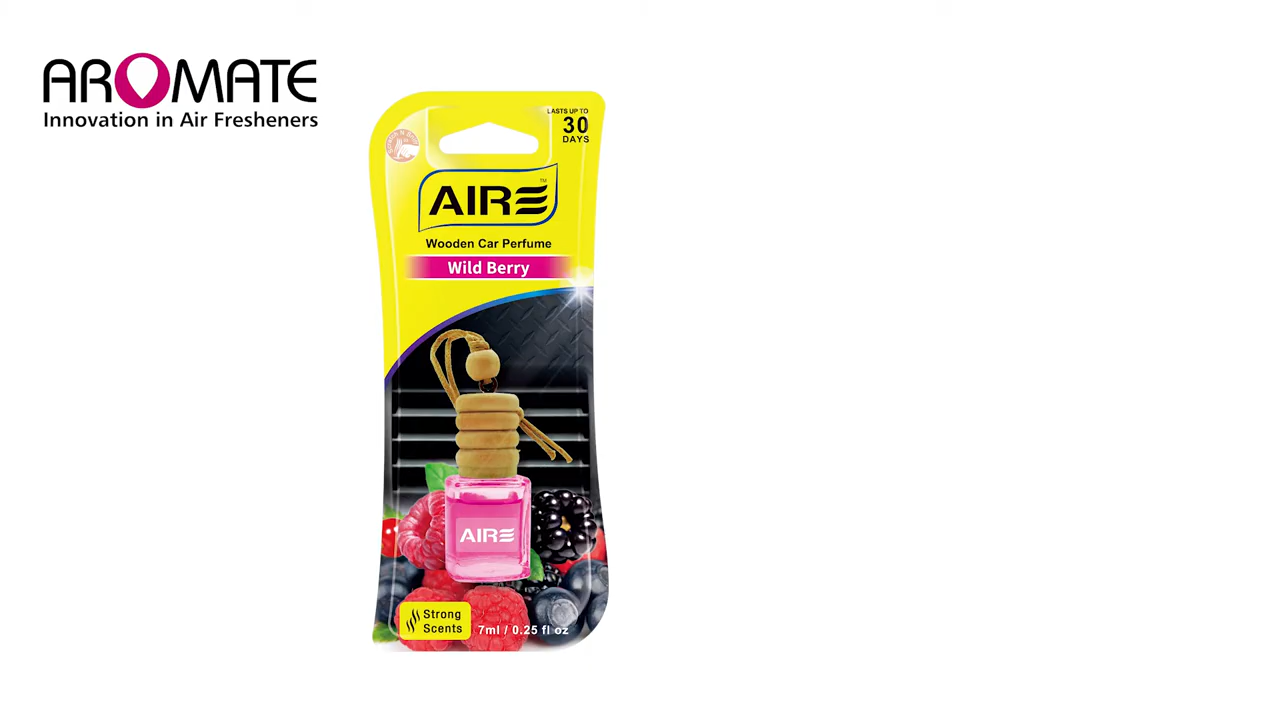 AROMATE
Innovation in Air Fresheners
LASTS UP TO
30
DAYS
AIRE™
Wooden Car Perfume
Wild Berry
AIRE
Strong
Scents
7ml / 0.25 fl oz